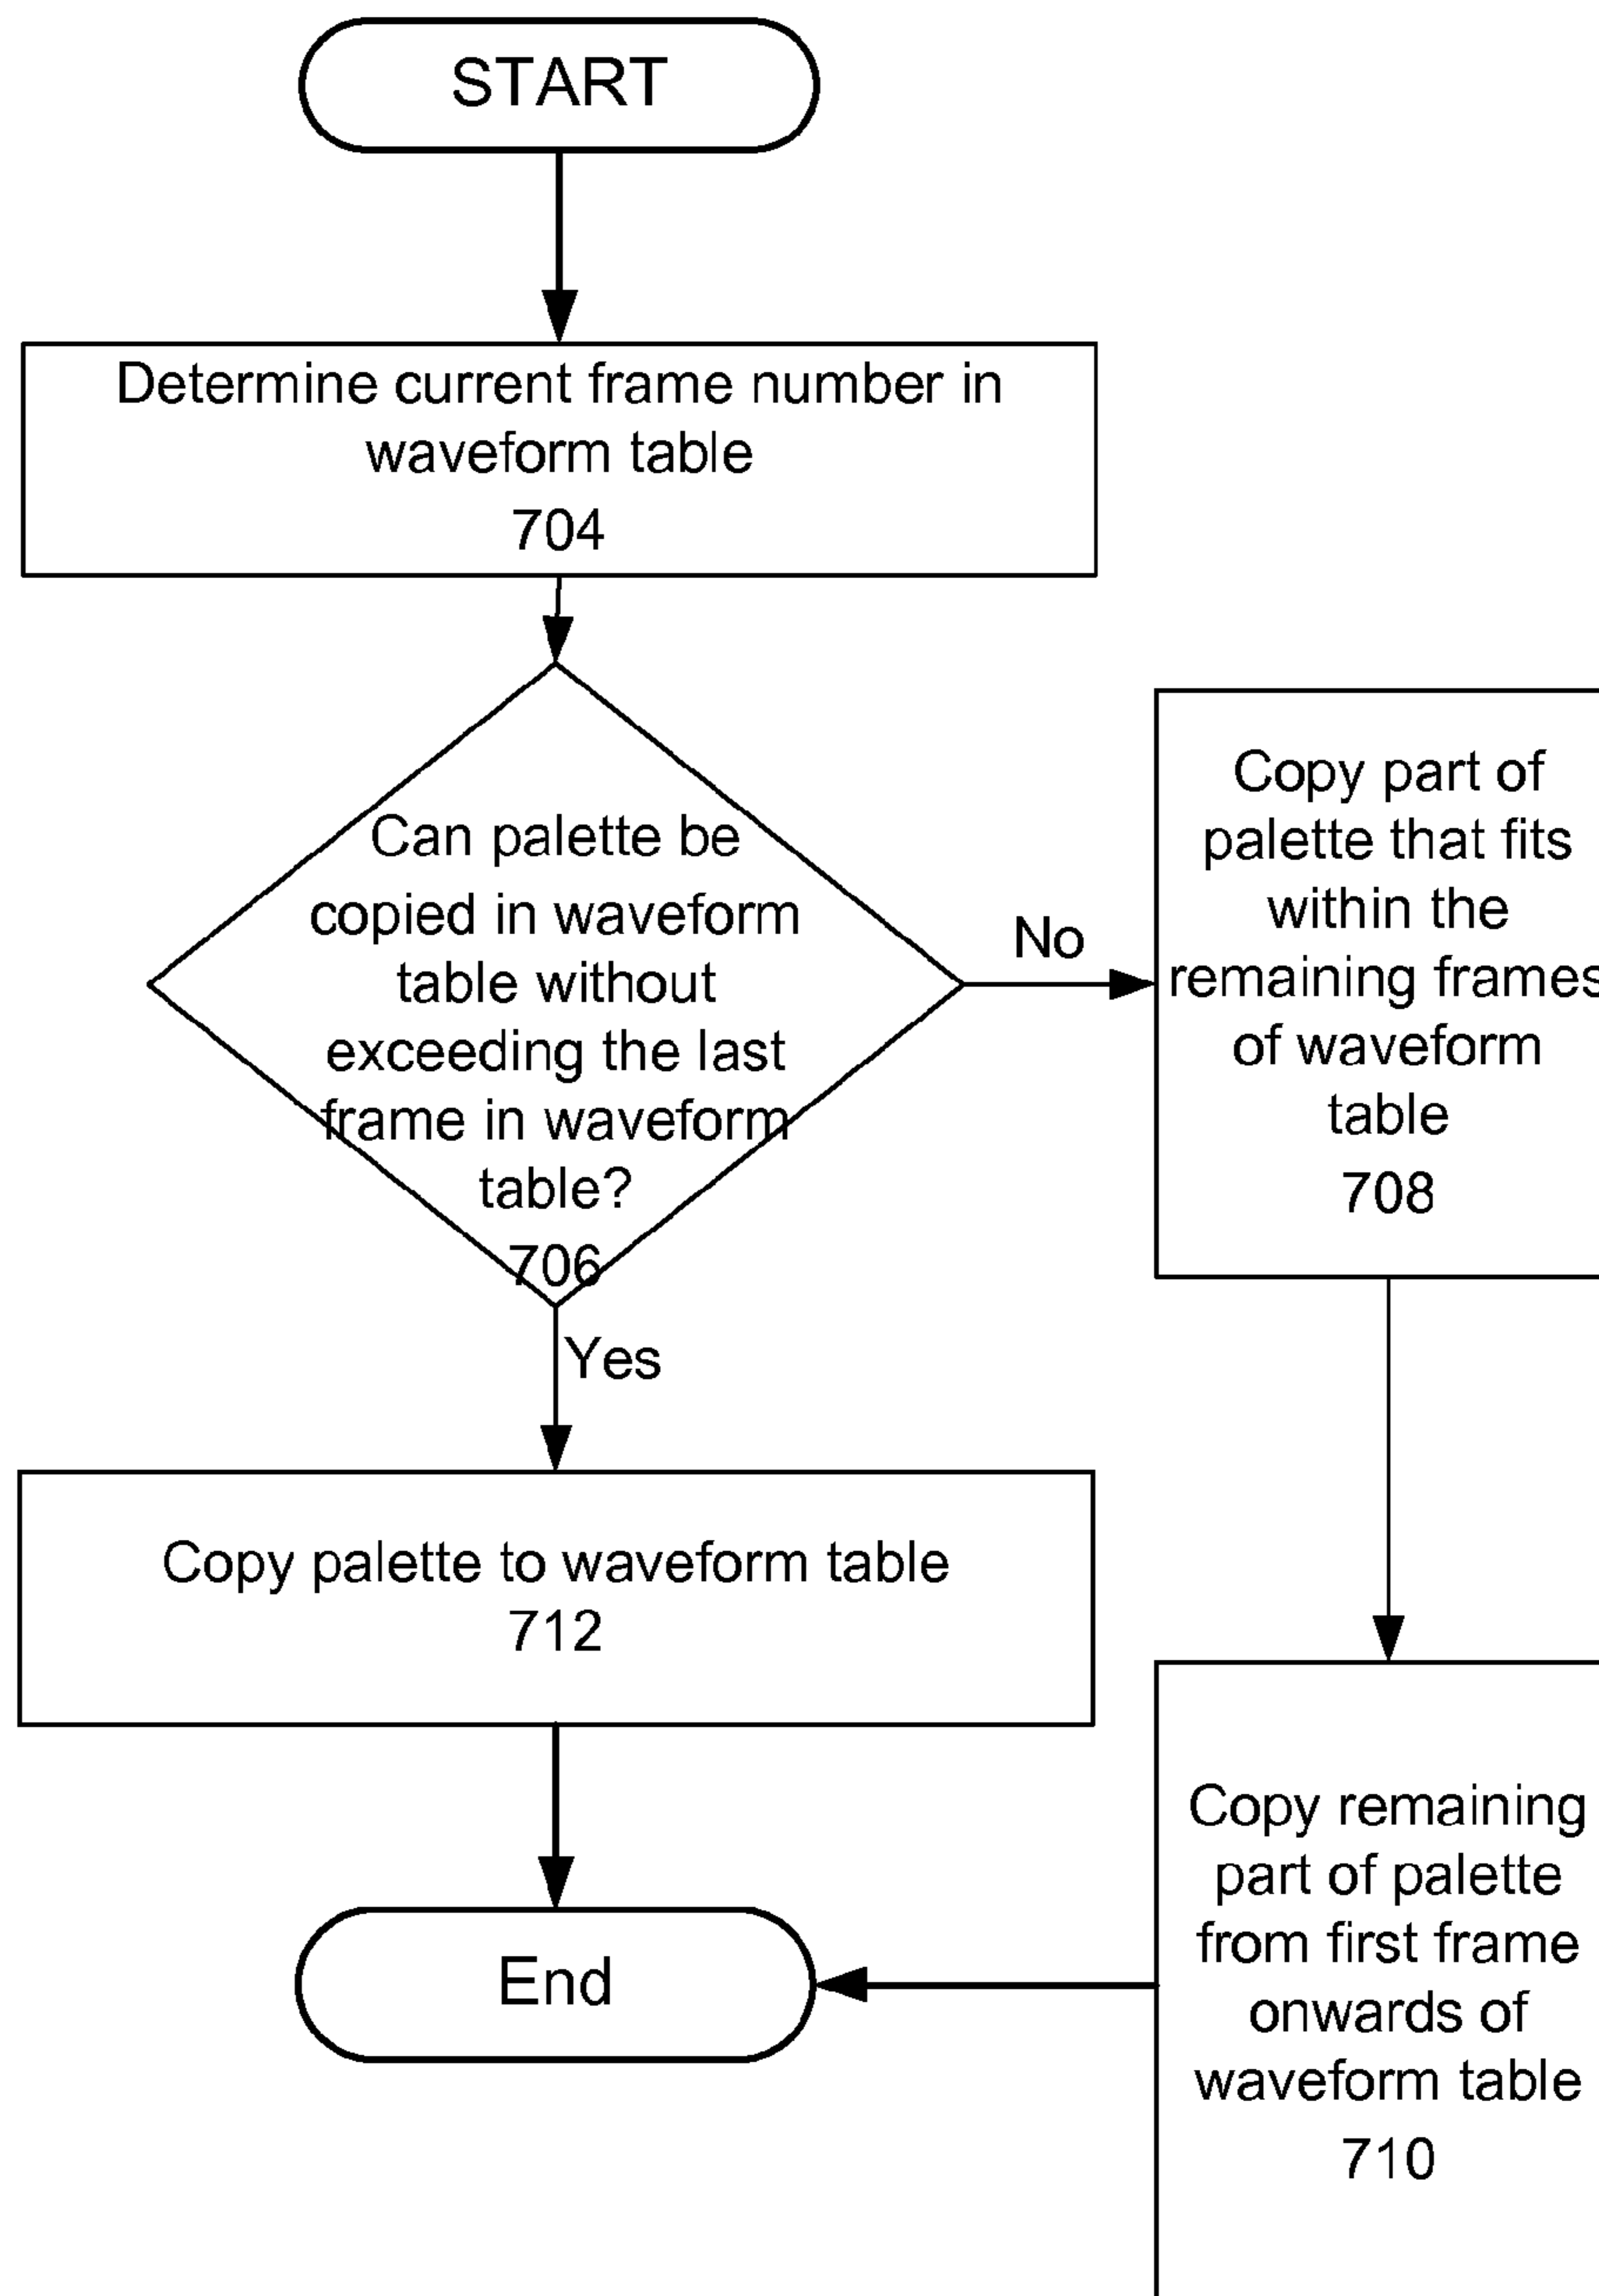 START
Determine current frame number in
waveform table
704
Can palette be
copied in waveform
table without
exceeding the last
frame in waveform
table?
706
No
Copy part of
palette that fits
within the
remaining frames
of waveform
table
708
Yes
Copy palette to waveform table
712
Copy remaining
part of palette
from first frame
onwards of
waveform table
710
End